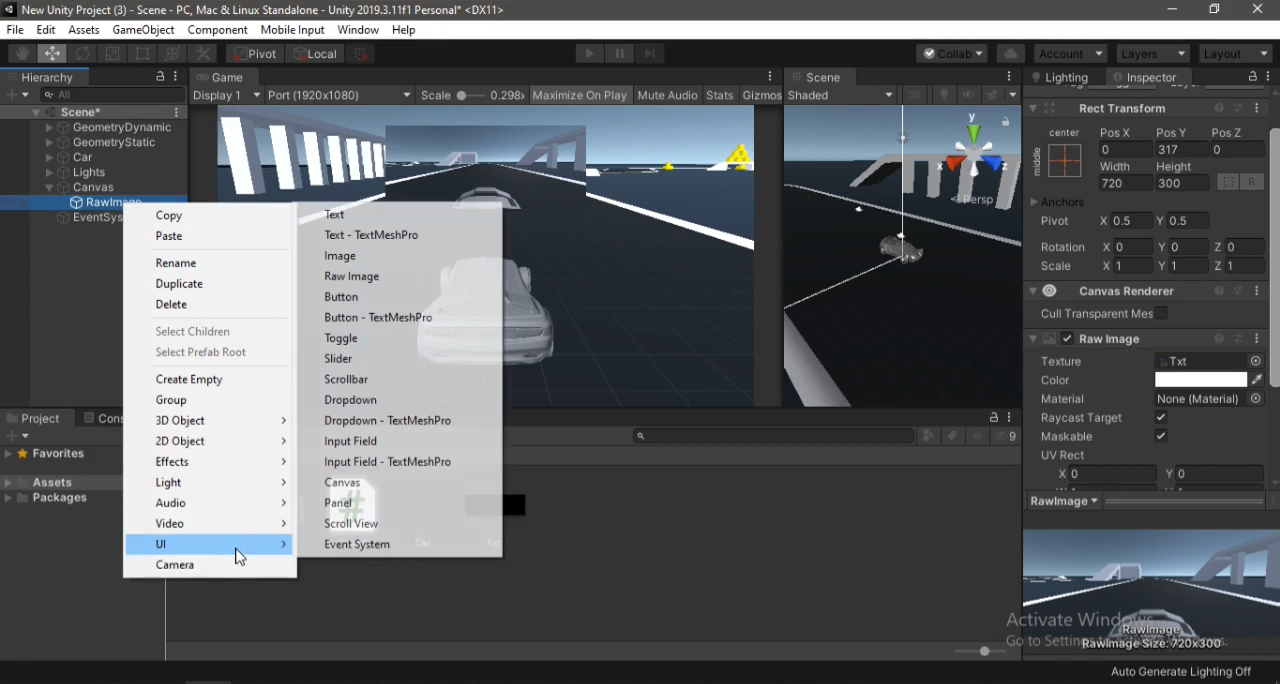 New Unity Project (3) - Scene - PC, Mac & Linux Standalone - Unity 2019.3.11f1 Personal* <DX11>
File Edit Assets GameObject Component Mobile Input Window Help
Pivot Local Collab Account Layers Layout
Hierarchy
All
Scene*
GeometryDynamic
GeometryStatic
Car
Lights
Canvas
RawImage
EventSys
Game
Display 1 Port (1920x1080) Scale 0.298x Maximize On Play Mute Audio Stats Gizmos
Scene
Shaded
2D
y
x
z
Persp
Copy
Paste
Rename
Duplicate
Delete
Select Children
Select Prefab Root
Create Empty
Group
3D Object
2D Object
Effects
Light
Audio
Video
UI
Camera
Text
Text - TextMeshPro
Image
Raw Image
Button
Button - TextMeshPro
Toggle
Slider
Scrollbar
Dropdown
Dropdown - TextMeshPro
Input Field
Input Field - TextMeshPro
Canvas
Panel
Scroll View
Event System
Project Cons
Favorites
Assets
Packages
9
#
Car Txt
Lighting Inspector
Rect Transform
center Pos X Pos Y Pos Z
middle 0 317 0
Width Height
720 300 R
Anchors
Pivot X 0.5 Y 0.5
Rotation X 0 Y 0 Z 0
Scale X 1 Y 1 Z 1
Canvas Renderer
Cull Transparent Mes
Raw Image
Texture Txt
Color
Material None (Material)
Raycast Target
Maskable
UV Rect
X 0 Y 0
RawImage
Activate Windows
RawImage
RawImage Size: 720x300
Auto Generate Lighting Off